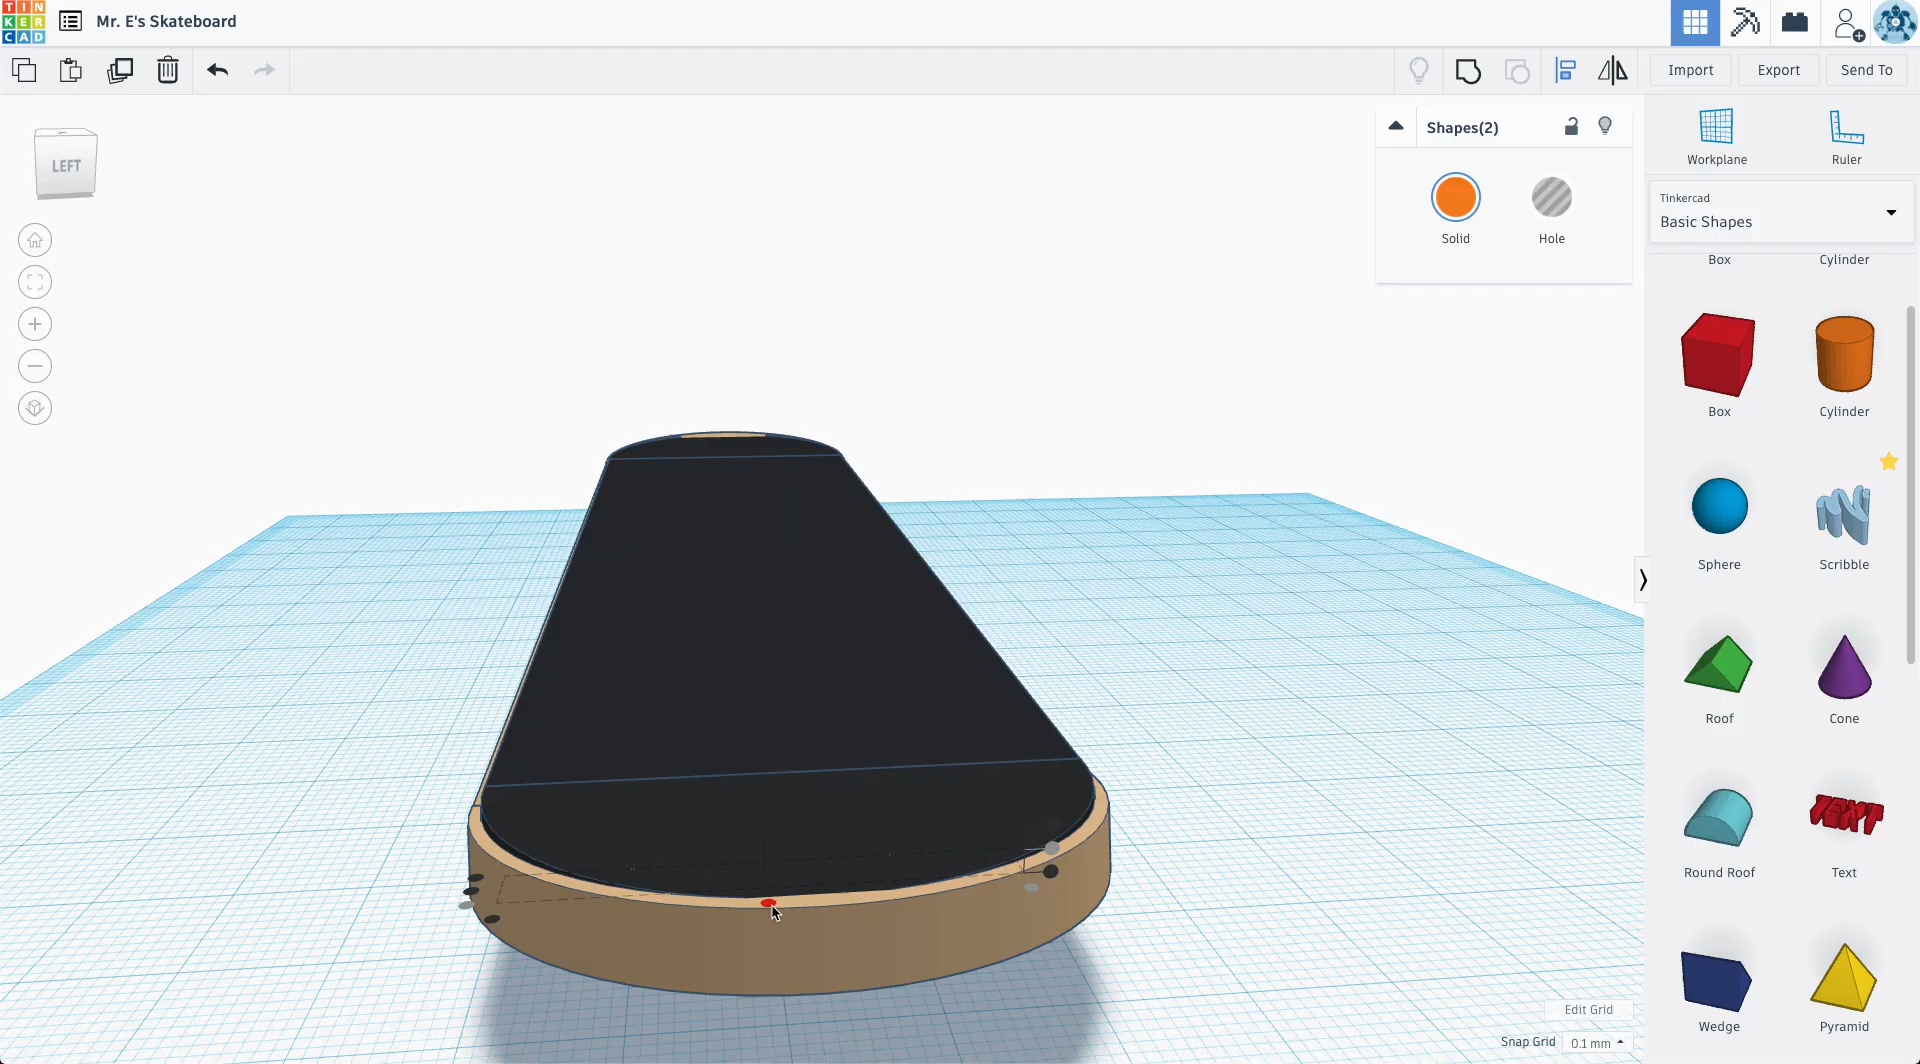 TIN
KER
CAD
Mr. E's Skateboard
Import
Export
Send To
LEFT
Shapes(2)
Solid
Hole
Workplane
Ruler
Tinkercad
Basic Shapes
Box
Cylinder
Box
Cylinder
Sphere
Scribble
Roof
Cone
TEXT
Round Roof
Text
Wedge
Pyramid
Edit Grid
Snap Grid
0.1 mm